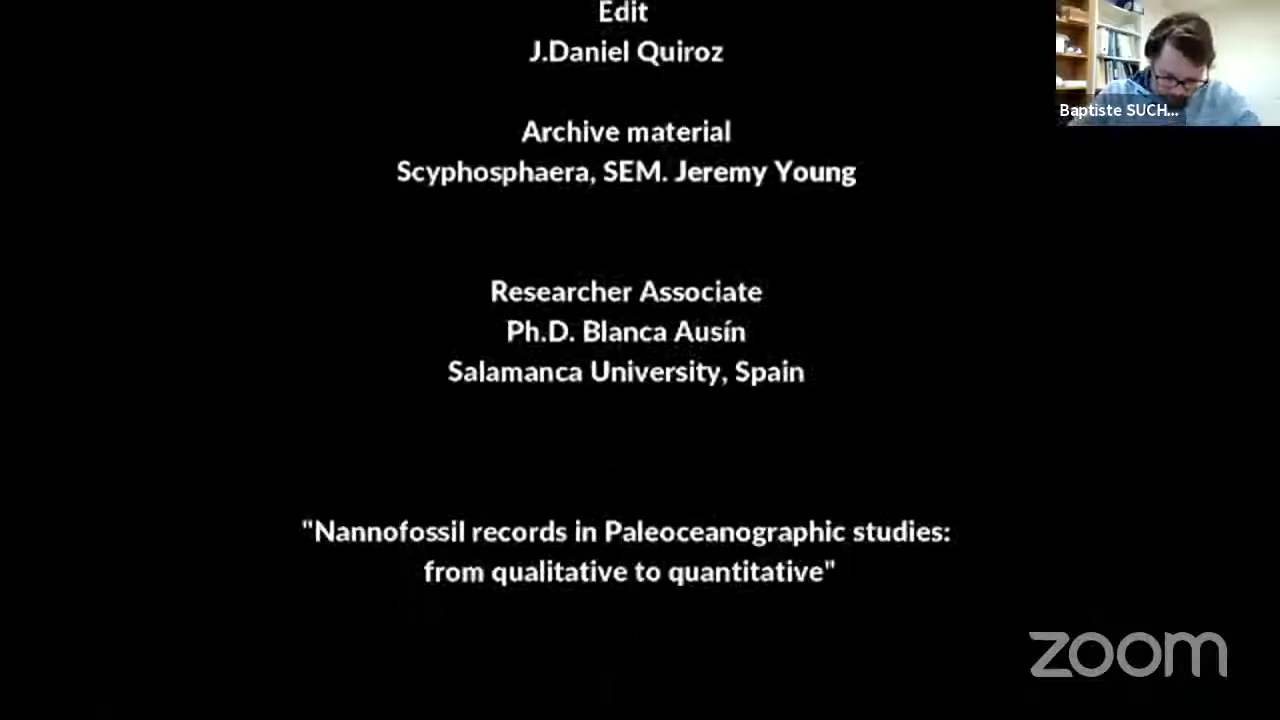 Edit
J.Daniel Quiroz
Archive material
Scyphosphaera, SEM. Jeremy Young
Researcher Associate
Ph.D. Blanca Ausín
Salamanca University, Spain
"Nannofossil records in Paleoceanographic studies:
from qualitative to quantitative"
Baptiste SUCH...
zoom